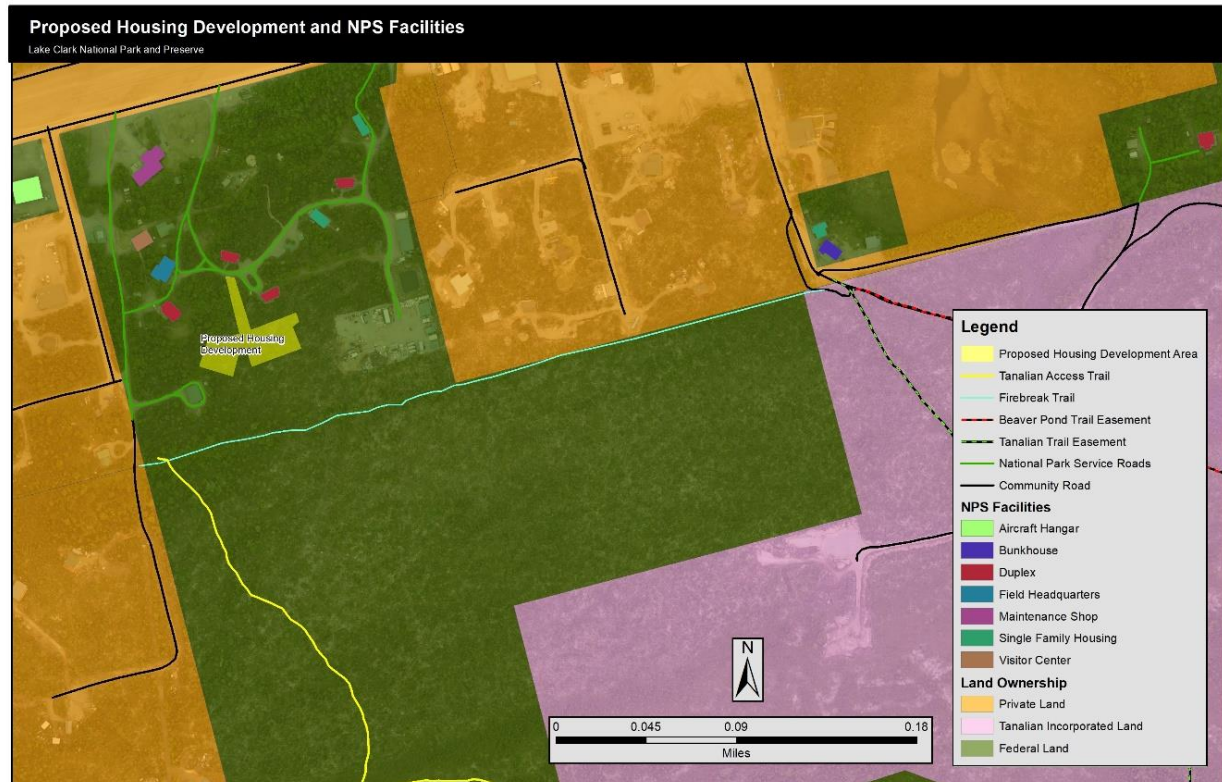 Proposed Housing Development and NPS Facilities
Lake Clark National Park and Preserve
Proposed Housing
Development
Legend
Proposed Housing Development Area
Tanalian Access Trail
Firebreak Trail
Beaver Pond Trail Easement
Tanalian Trail Easement
National Park Service Roads
Community Road
NPS Facilities
Aircraft Hangar
Bunkhouse
Duplex
Field Headquarters
Maintenance Shop
Single Family Housing
Visitor Center
Land Ownership
Private Land
Tanalian Incorporated Land
Federal Land
N
0 0.045 0.09 0.18
Miles